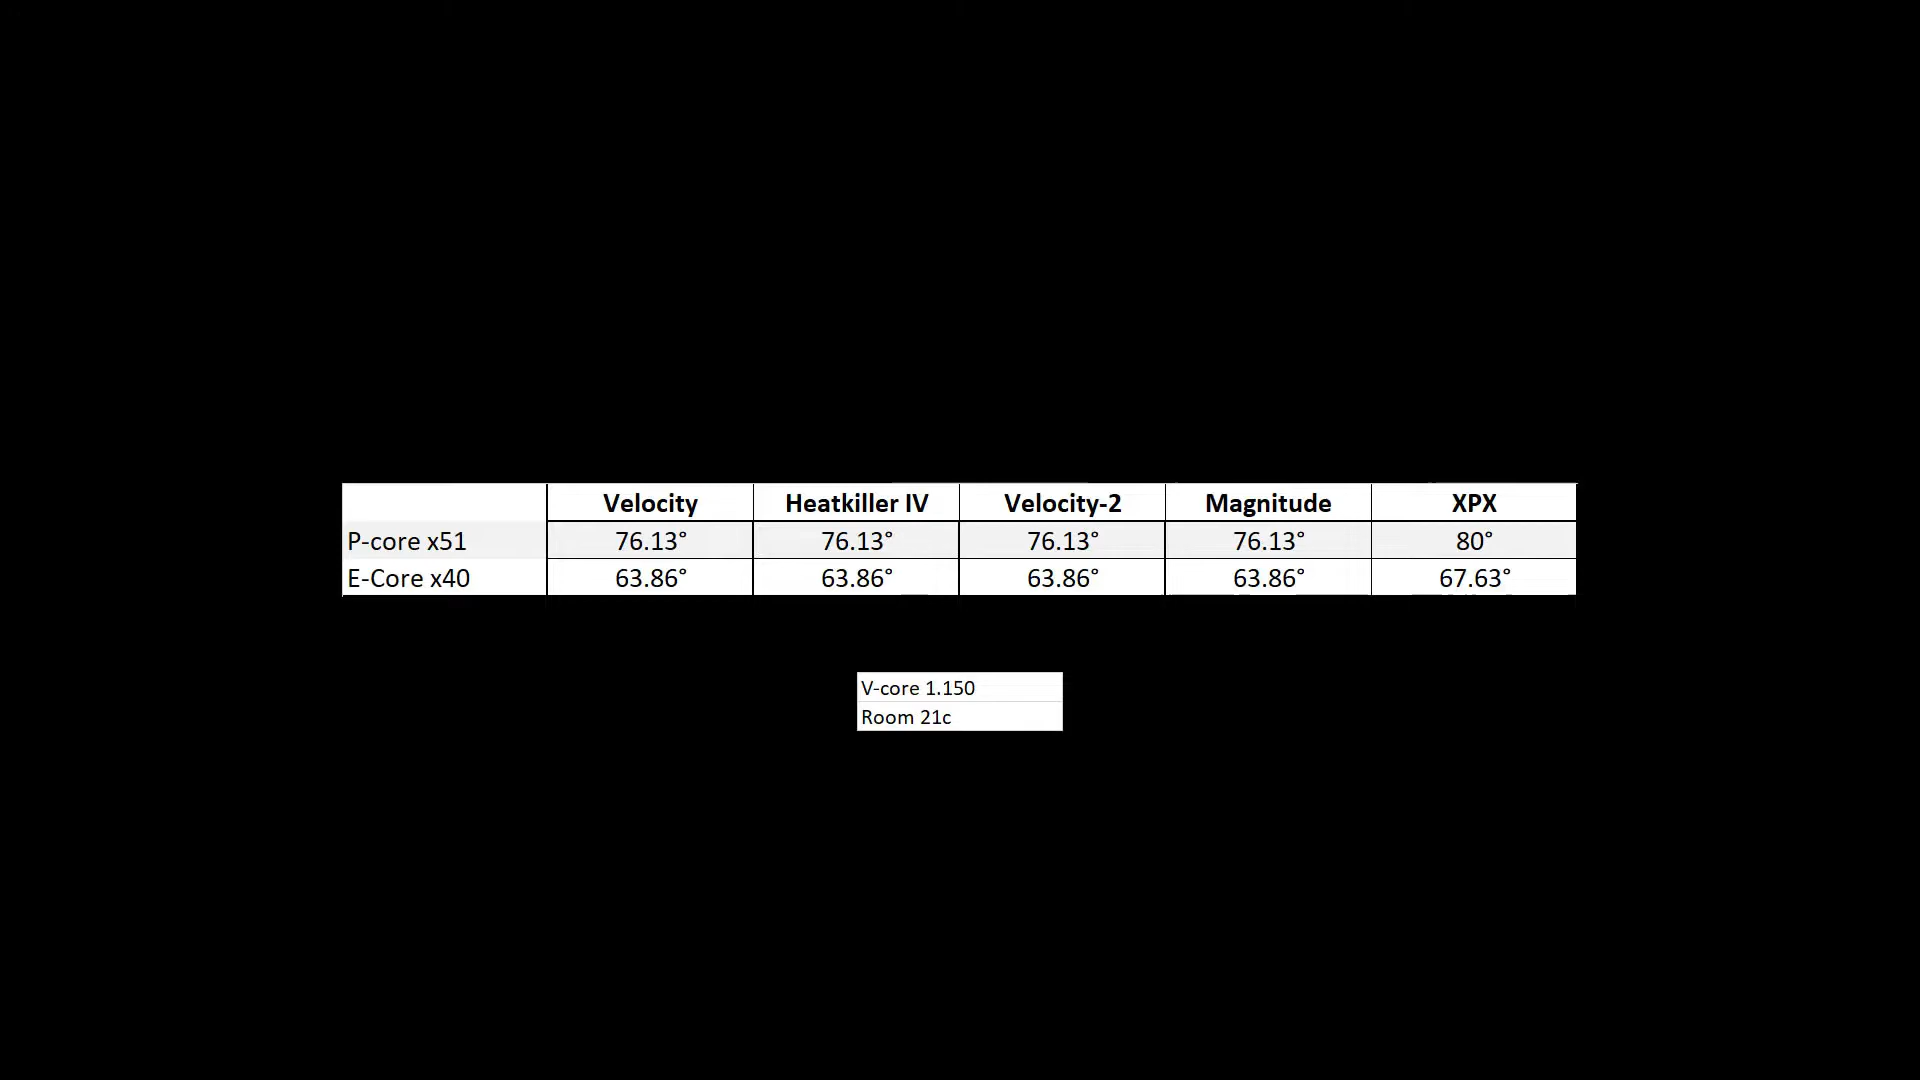 Velocity Heatkiller IV Velocity-2 Magnitude XPX
P-core x51 76.13° 76.13° 76.13° 76.13° 80°
E-Core x40 63.86° 63.86° 63.86° 63.86° 67.63°
V-core 1.150
Room 21c